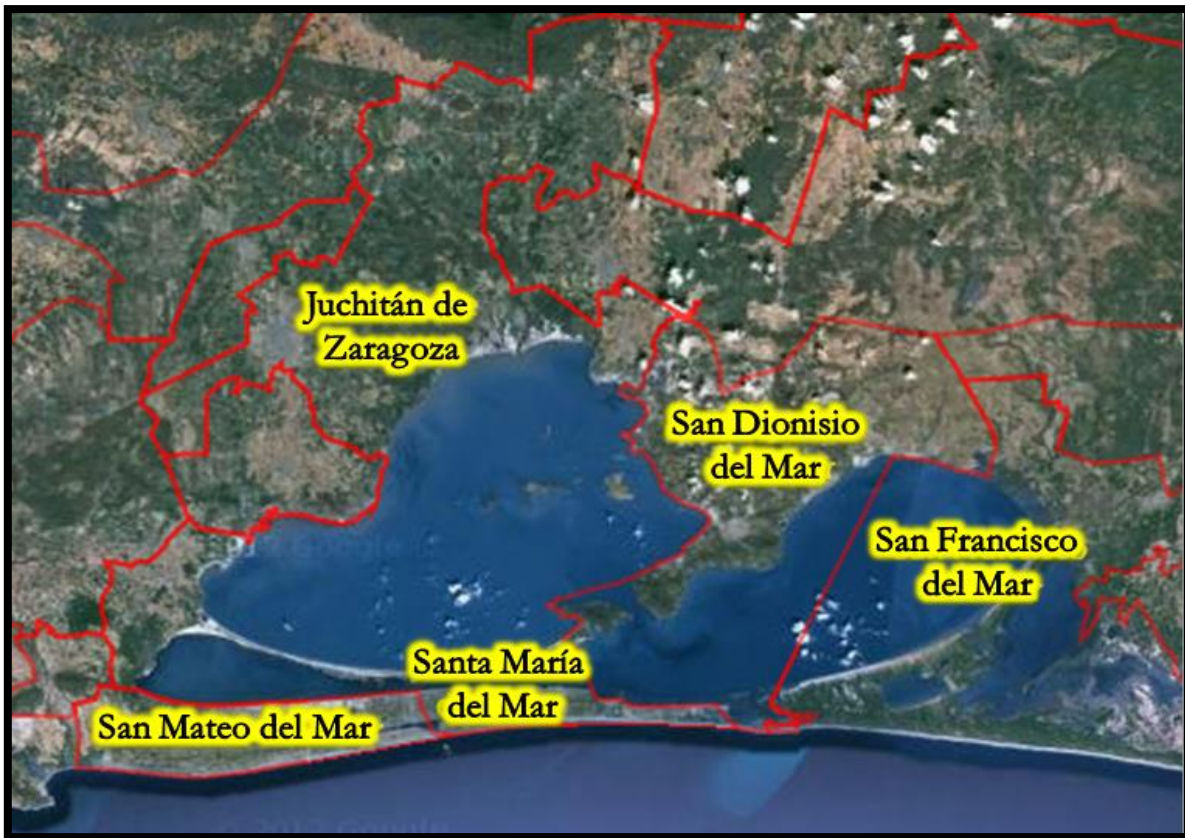 Juchitán de
Zaragoza
San Dionisio
del Mar
San Francisco
del Mar
Santa María
del Mar
San Mateo del Mar
Google